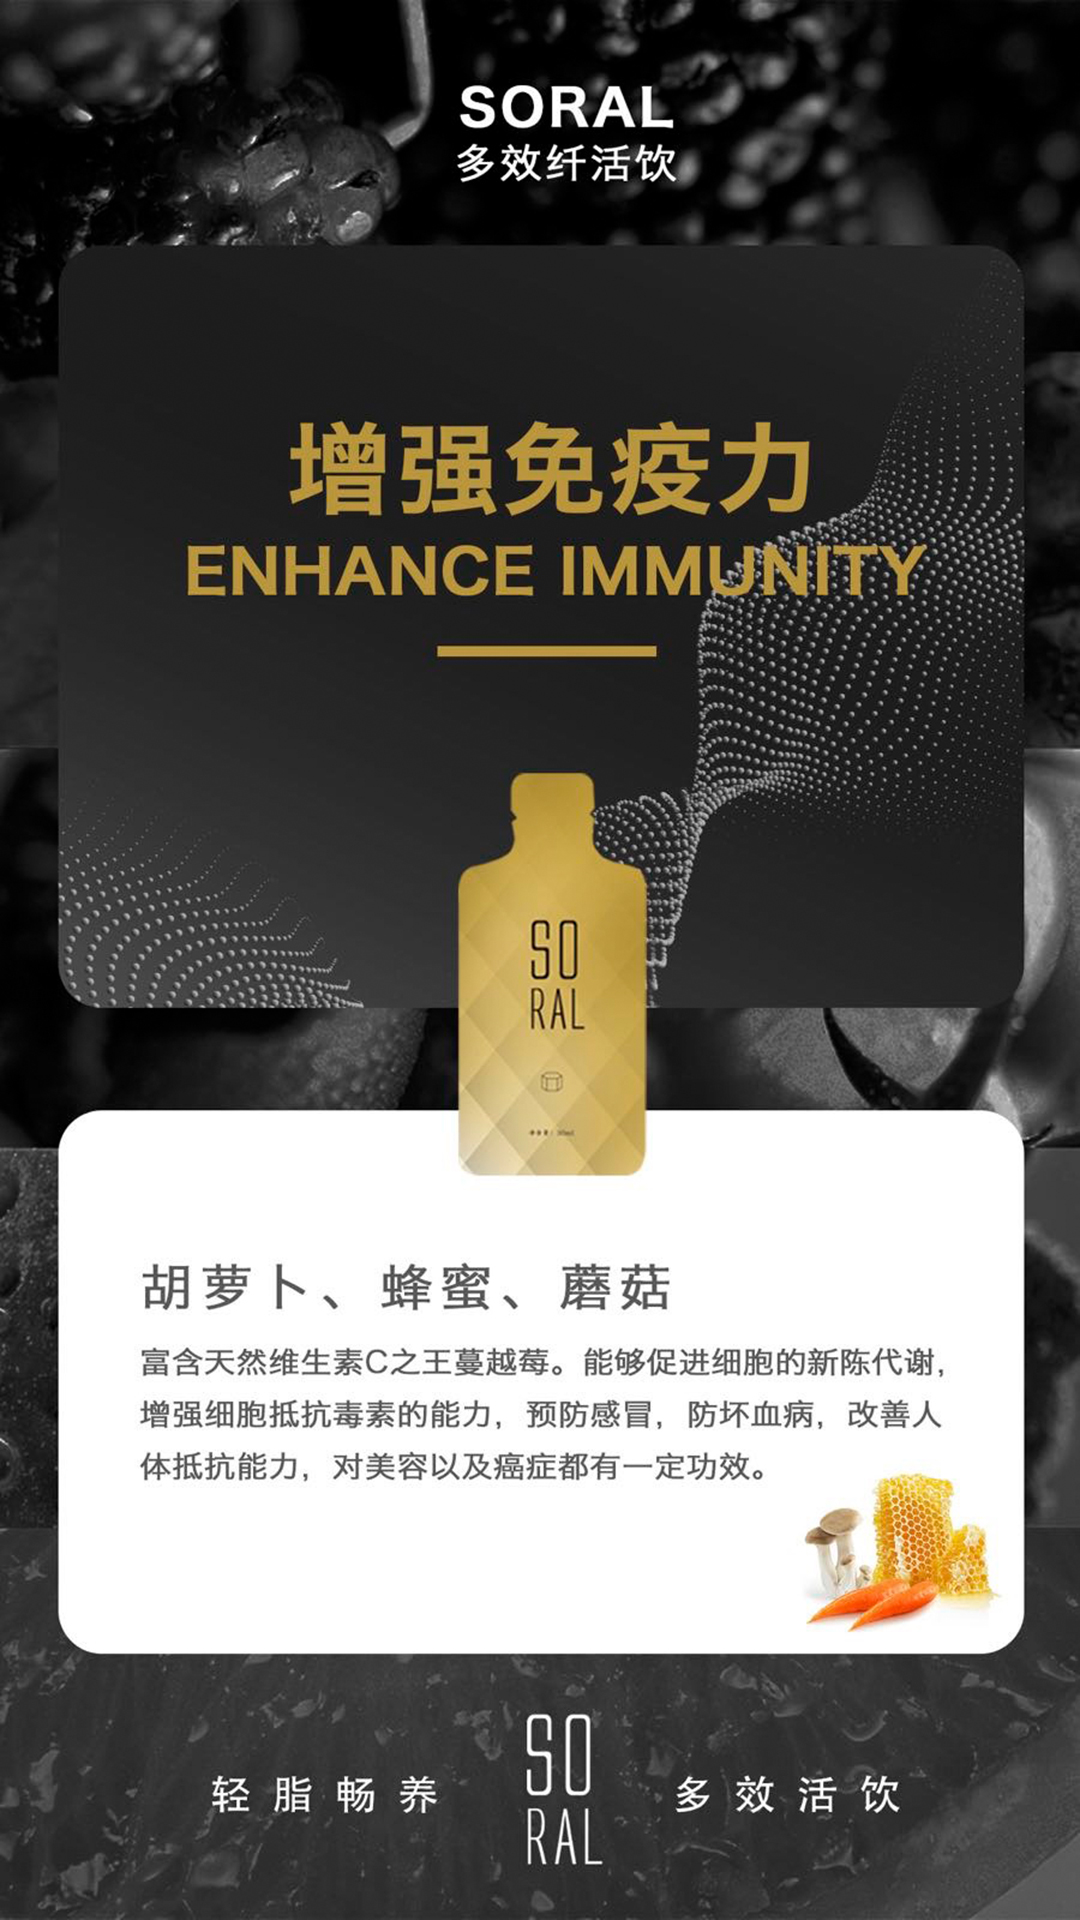 SORAL
多效纤活饮
增强免疫力
ENHANCE IMMUNITY
SO
RAL
胡萝卜、蜂蜜、蘑菇
富含天然维生素C之王蔓越莓。能够促进细胞的新陈代谢，
增强细胞抵抗毒素的能力，预防感冒，防坏血病，改善人
体抵抗能力，对美容以及癌症都有一定功效。
轻脂畅养
SO
RAL
多效活饮